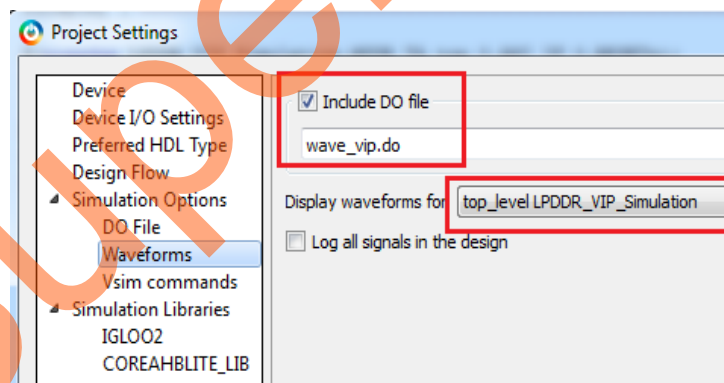 Project Settings
Device
Device I/O Settings
Preferred HDL Type
Design Flow
Simulation Options
DO File
Waveforms
Vsim commands
Simulation Libraries
IGLOO2
COREAHBLITE_LIB
Include DO file
wave_vip.do
Display waveforms for top_level LPDDR_VIP_Simulation
Log all signals in the design